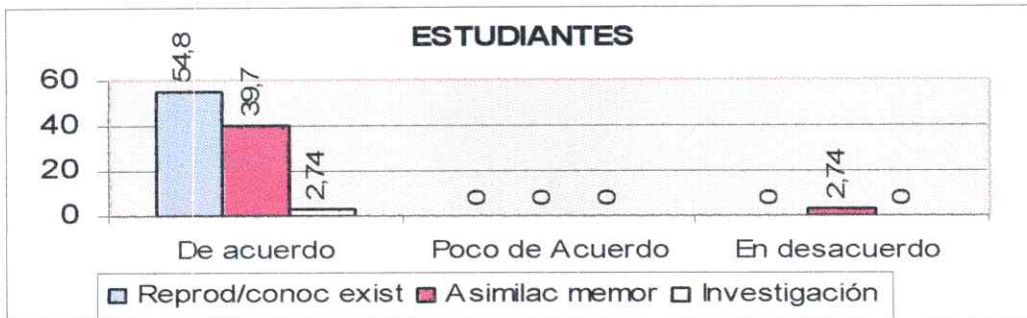 ESTUDIANTES
60
40
20
0
54,8
39,7
2,74
0
0
0
0
2,74
0
De acuerdo
Poco de Acuerdo
En desacuerdo
Reprod/conoc exist
Asimilac memor
Investigación